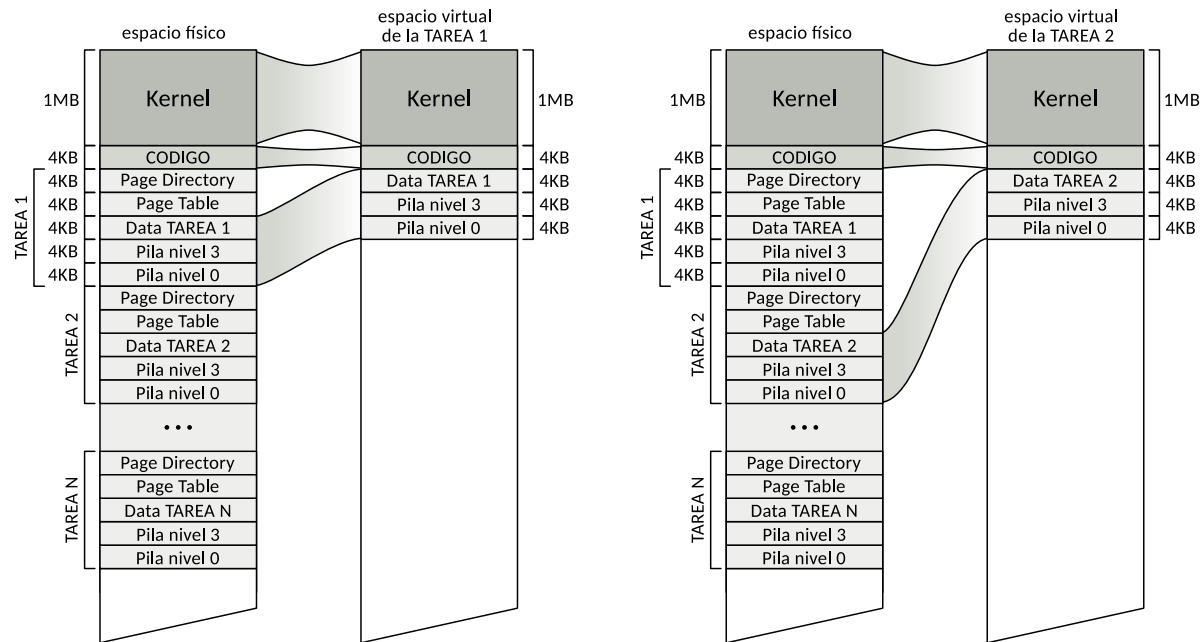 espacio físico
espacio virtual
de la TAREA 1
1MB
Kernel
Kernel
1MB
4KB
CODIGO
CODIGO
4KB
TAREA 1
4KB
Page Directory
Data TAREA 1
4KB
4KB
Page Table
Pila nivel 3
4KB
4KB
Data TAREA 1
Pila nivel 0
4KB
4KB
Pila nivel 3
4KB
Pila nivel 0
TAREA 2
Page Directory
Page Table
Data TAREA 2
Pila nivel 3
Pila nivel 0
...
TAREA N
Page Directory
Page Table
Data TAREA N
Pila nivel 3
Pila nivel 0
espacio físico
espacio virtual
de la TAREA 2
1MB
Kernel
Kernel
1MB
4KB
CODIGO
CODIGO
4KB
TAREA 1
4KB
Page Directory
Data TAREA 2
4KB
4KB
Page Table
Pila nivel 3
4KB
4KB
Data TAREA 1
Pila nivel 0
4KB
4KB
Pila nivel 3
4KB
Pila nivel 0
TAREA 2
Page Directory
Page Table
Data TAREA 2
Pila nivel 3
Pila nivel 0
...
TAREA N
Page Directory
Page Table
Data TAREA N
Pila nivel 3
Pila nivel 0